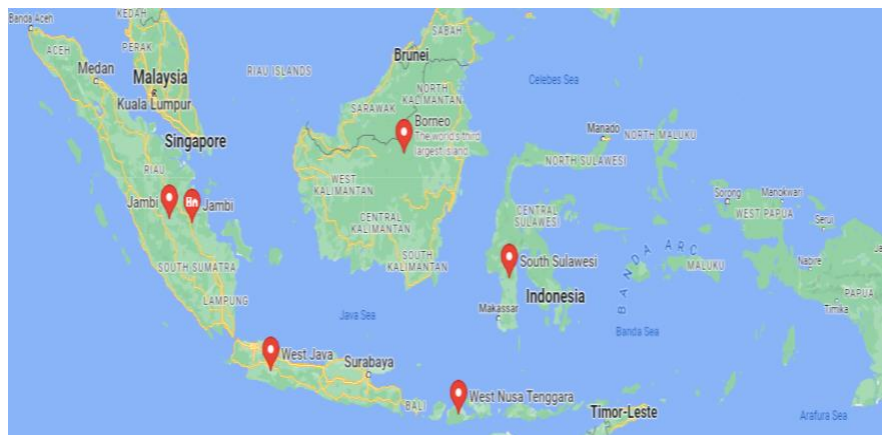 KEDAH
Banda Aceh
ACEH
PERAK
Medan
Malaysia
Kuala Lumpur
Singapore
RIAU ISLANDS
Brunei
SABAH
NORTH
KALIMANTAN
SARAWAK
Borneo
The world's third
largest island
Celebes Sea
Manado
NORTH MALUKU
NORTH SULAWESI
RIAU
Jambi
Jambi
WEST
KALIMANTAN
CENTRAL
KALIMANTAN
SOUTH
KALIMANTAN
CENTRAL
SULAWESI
South Sulawesi
Indonesia
Makassar
BANDA ARC
MALUKU
Banda Sea
Sorong
Manokwari
WEST PAPUA
Serui
Nabire
PAPUA
Timika
SOUTH SUMATRA
LAMPUNG
Java Sea
West Java
Surabaya
BALI
West Nusa Tenggara
Timor-Leste
Arafura Sea